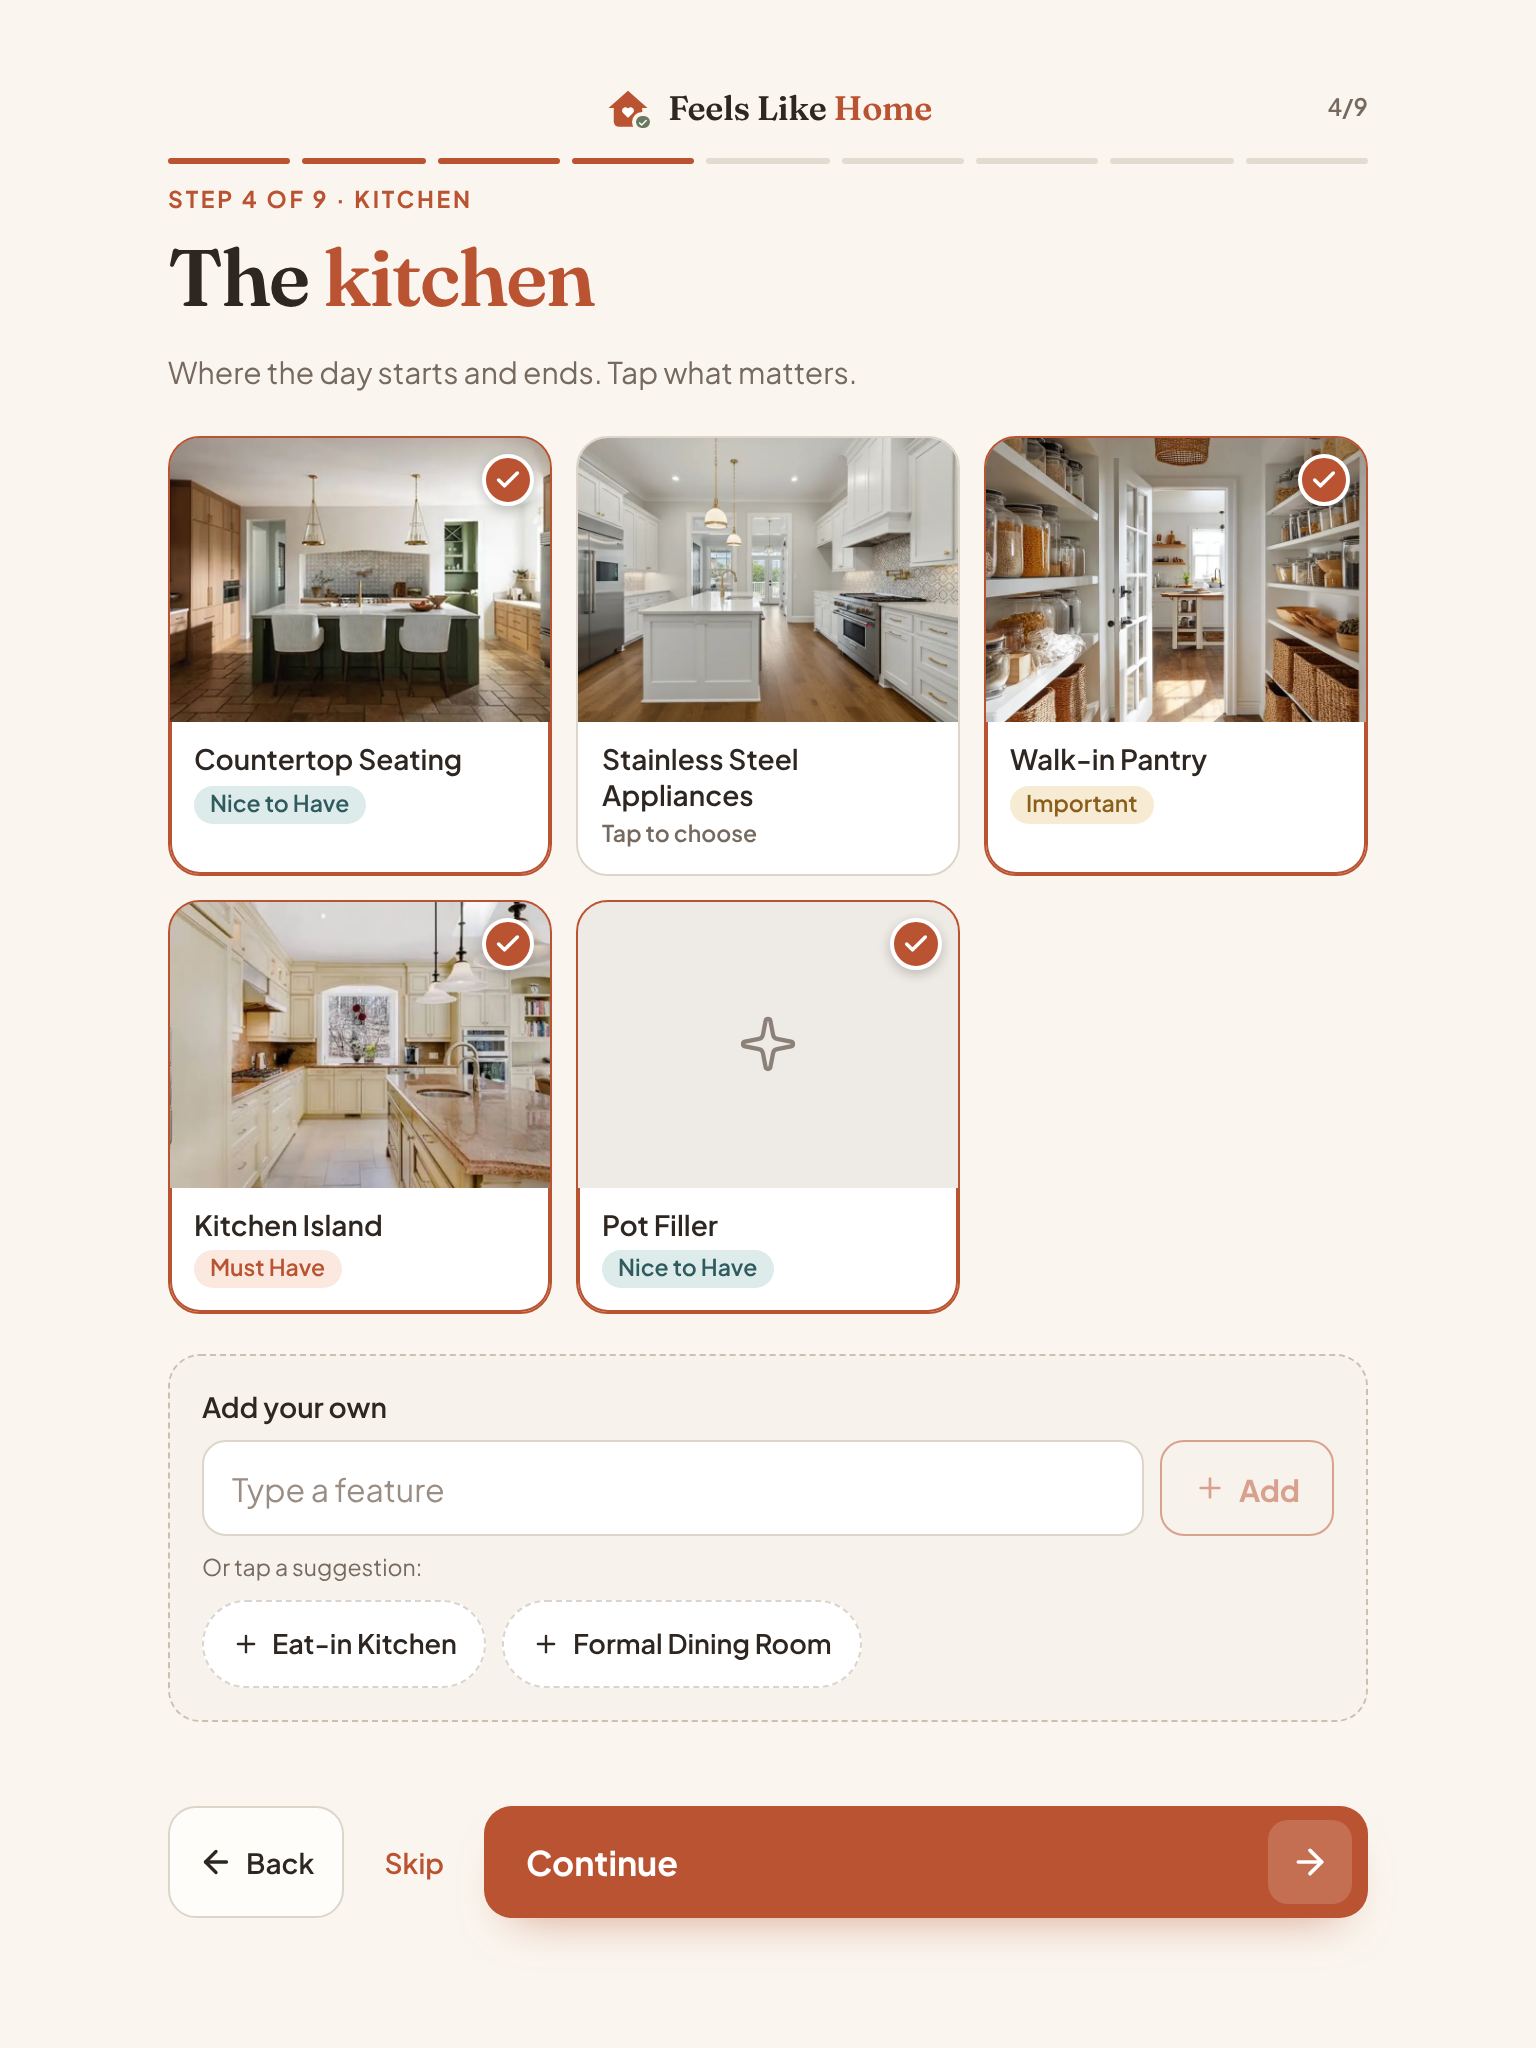 Feels Like Home
4/9
STEP 4 OF 9 · KITCHEN
The kitchen
Where the day starts and ends. Tap what matters.
Countertop Seating
Nice to Have
Stainless Steel
Appliances
Tap to choose
Walk-in Pantry
Important
Kitchen Island
Must Have
Pot Filler
Nice to Have
Add your own
Type a feature
+ Add
Or tap a suggestion:
+ Eat-in Kitchen
+ Formal Dining Room
← Back
Skip
Continue →